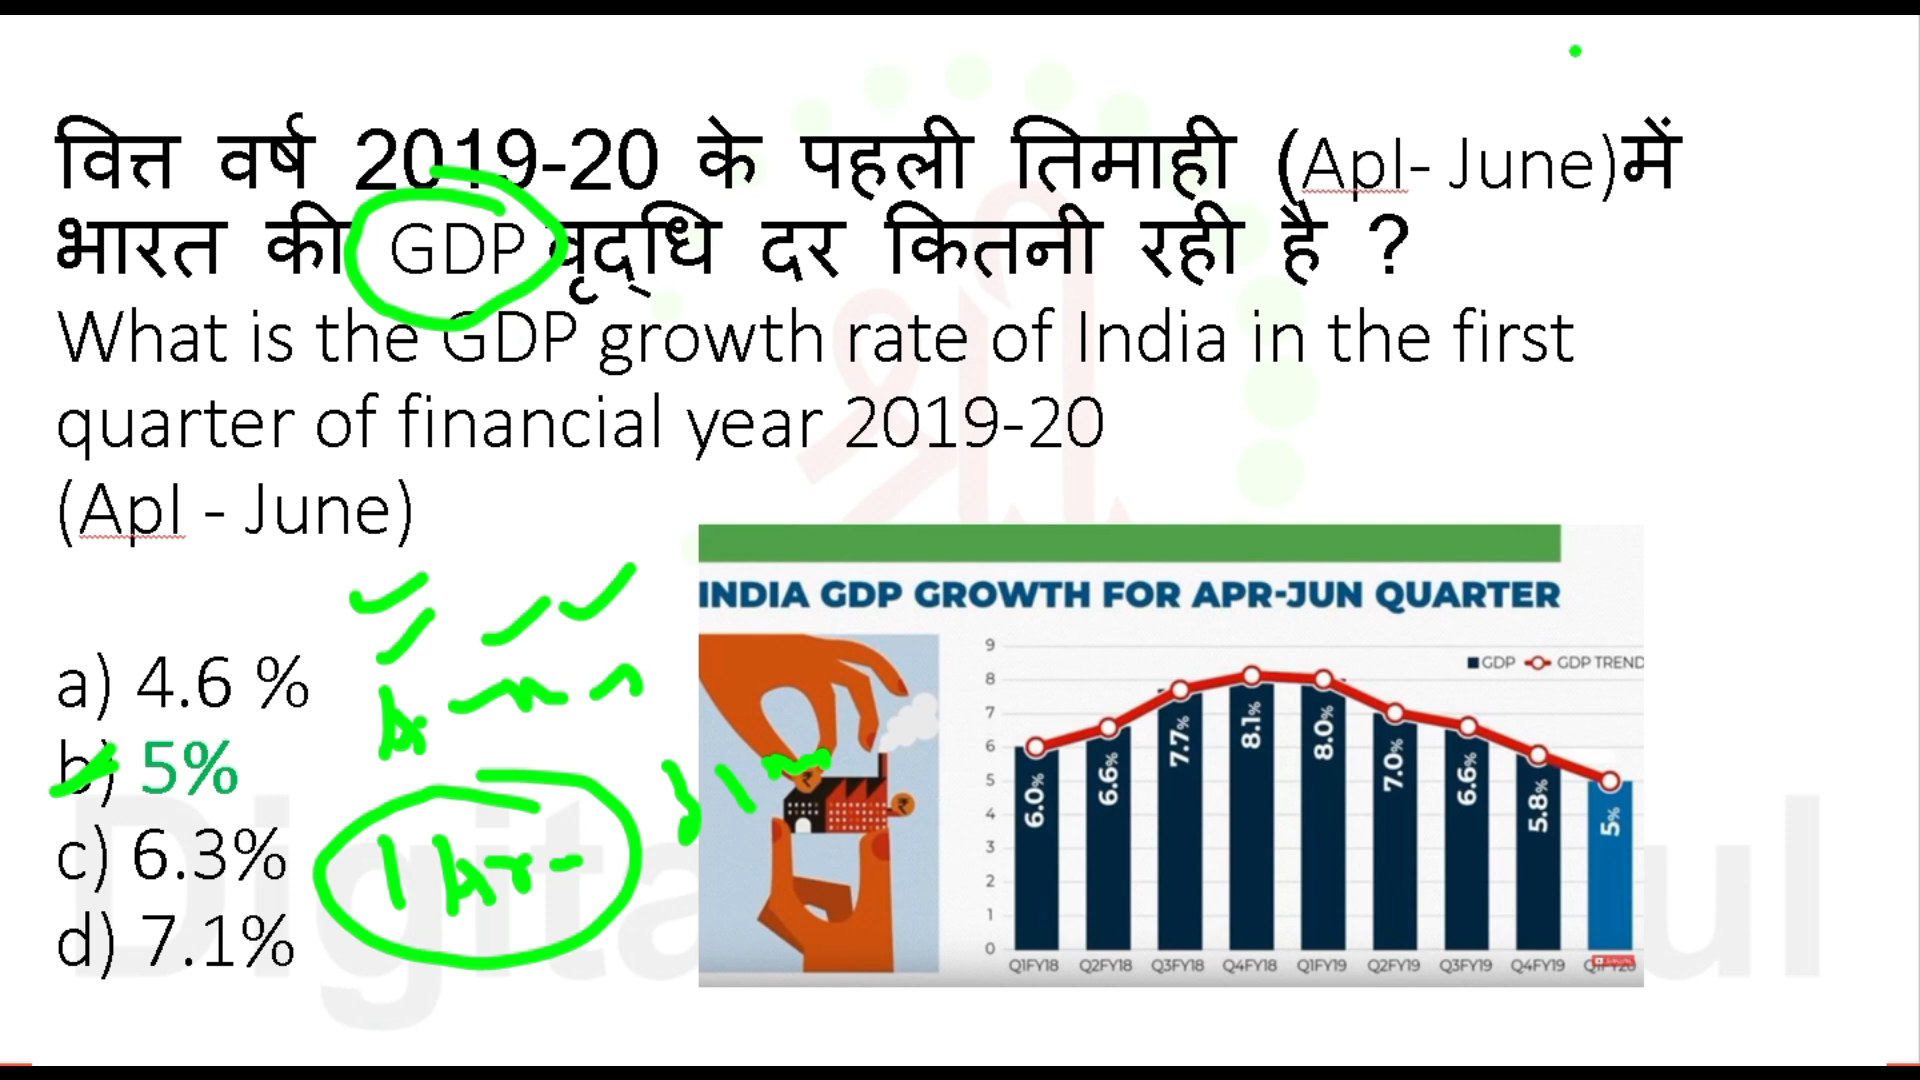 वित्त वर्ष 2019-20 के पहली तिमाही (Apl- June)में
भारत की GDP वृद्धि दर कितनी रही है ?
What is the GDP growth rate of India in the first
quarter of financial year 2019-20
(Apl - June)
a) 4.6 %
b) 5%
c) 6.3%
d) 7.1%
INDIA GDP GROWTH FOR APR-JUN QUARTER
GDP GDP TREND
9
8
7
6
5
4
3
2
1
0
6.0% 6.6% 7.7% 8.1% 8.0% 7.0% 6.6% 5.8% 5%
Q1FY18 Q2FY18 Q3FY18 Q4FY18 Q1FY19 Q2FY19 Q3FY19 Q4FY19 Q1FY20
श्री